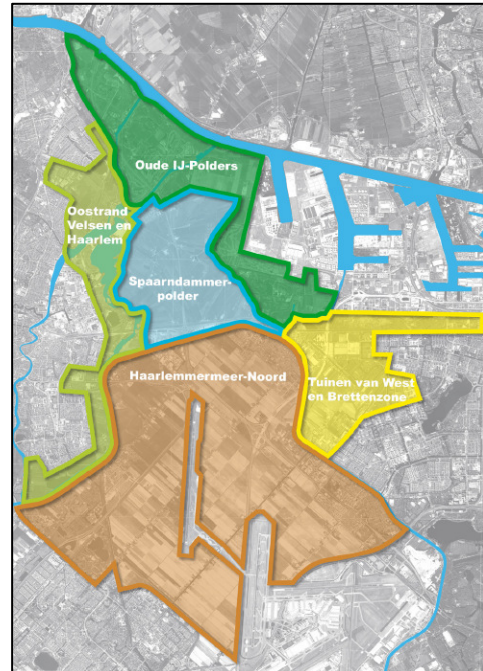 Oude IJ-Polders
Oostrand
Velsen en
Haarlem
Spaarndammer-
polder
Haarlemmermeer-Noord
Tuinen van West
en Brettenzone